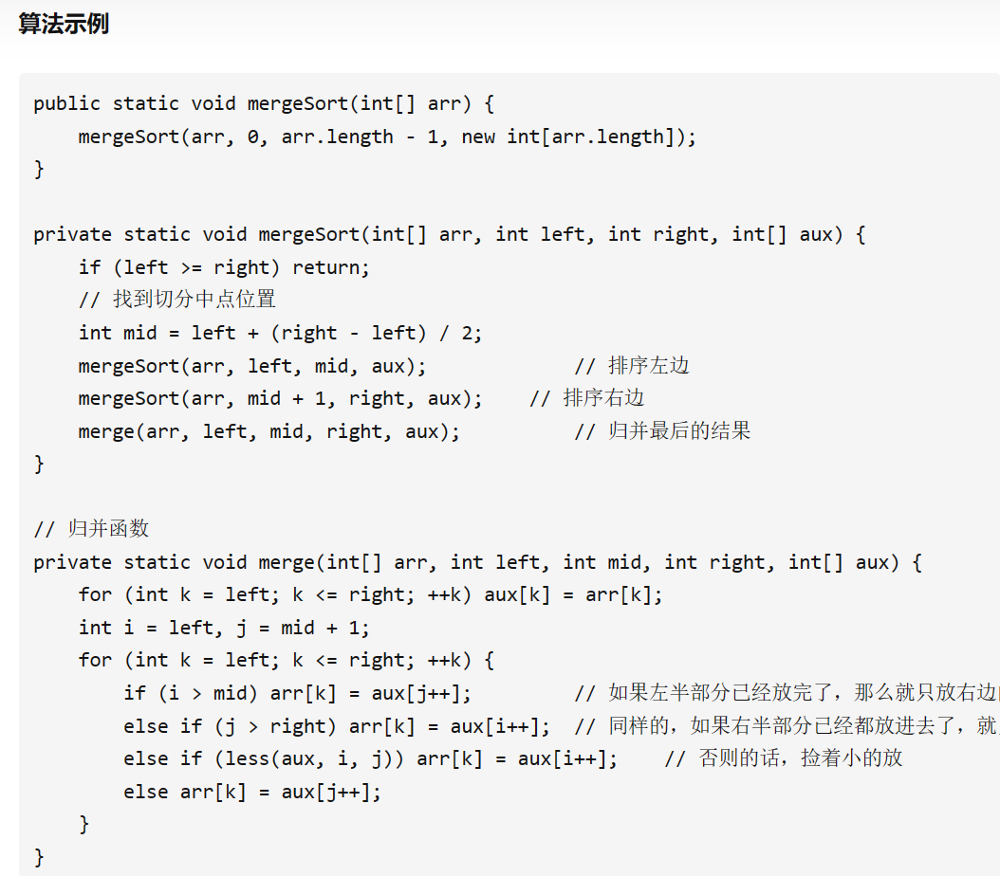 算法示例
public static void mergeSort(int[] arr) {
    mergeSort(arr, 0, arr.length - 1, new int[arr.length]);
}
private static void mergeSort(int[] arr, int left, int right, int[] aux) {
    if (left >= right) return;
    // 找到切分中点位置
    int mid = left + (right - left) / 2;
    mergeSort(arr, left, mid, aux);             // 排序左边
    mergeSort(arr, mid + 1, right, aux);    // 排序右边
    merge(arr, left, mid, right, aux);          // 归并最后的结果
}
// 归并函数
private static void merge(int[] arr, int left, int mid, int right, int[] aux) {
    for (int k = left; k <= right; ++k) aux[k] = arr[k];
    int i = left, j = mid + 1;
    for (int k = left; k <= right; ++k) {
        if (i > mid) arr[k] = aux[j++];         // 如果左半部分已经放完了，那么就只放右边
        else if (j > right) arr[k] = aux[i++];  // 同样的，如果右半部分已经都放进去了，就
        else if (less(aux, i, j)) arr[k] = aux[i++];    // 否则的话，捡着小的放
        else arr[k] = aux[j++];
    }
}